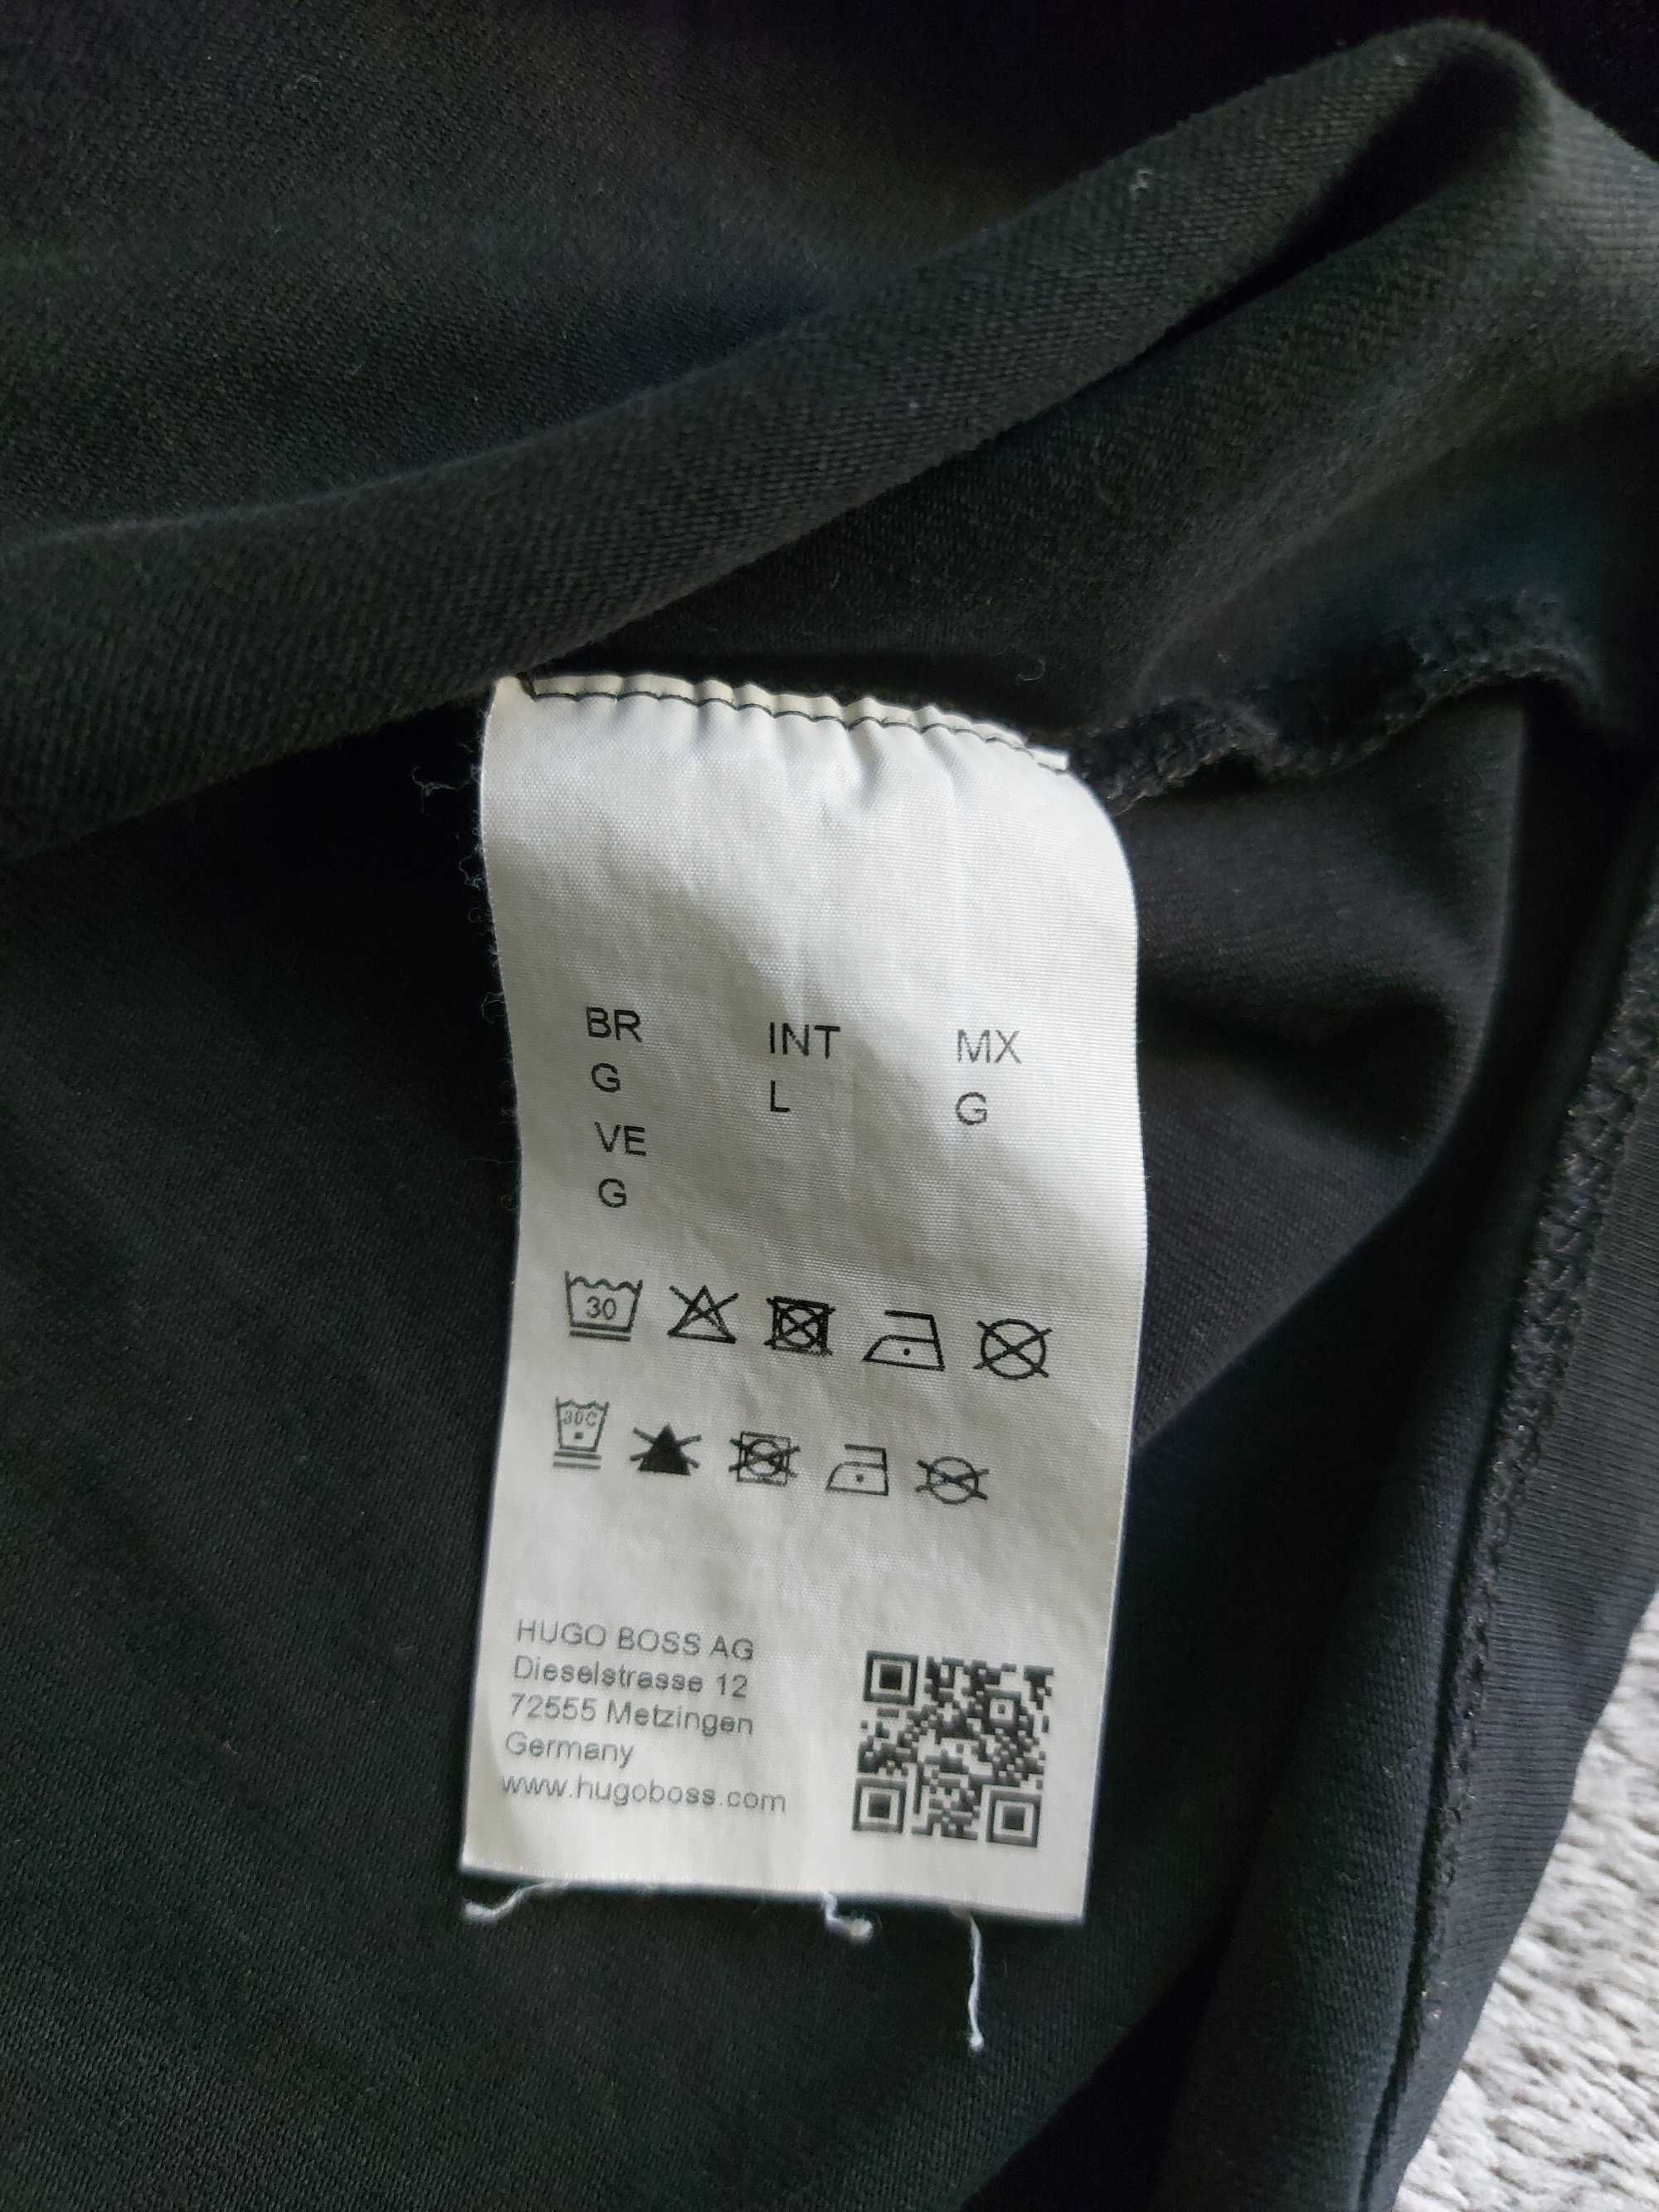 BR INT MX
G L G
VE
G
30
30C
HUGO BOSS AG
Dieselstrasse 12
72555 Metzingen
Germany
www.hugoboss.com